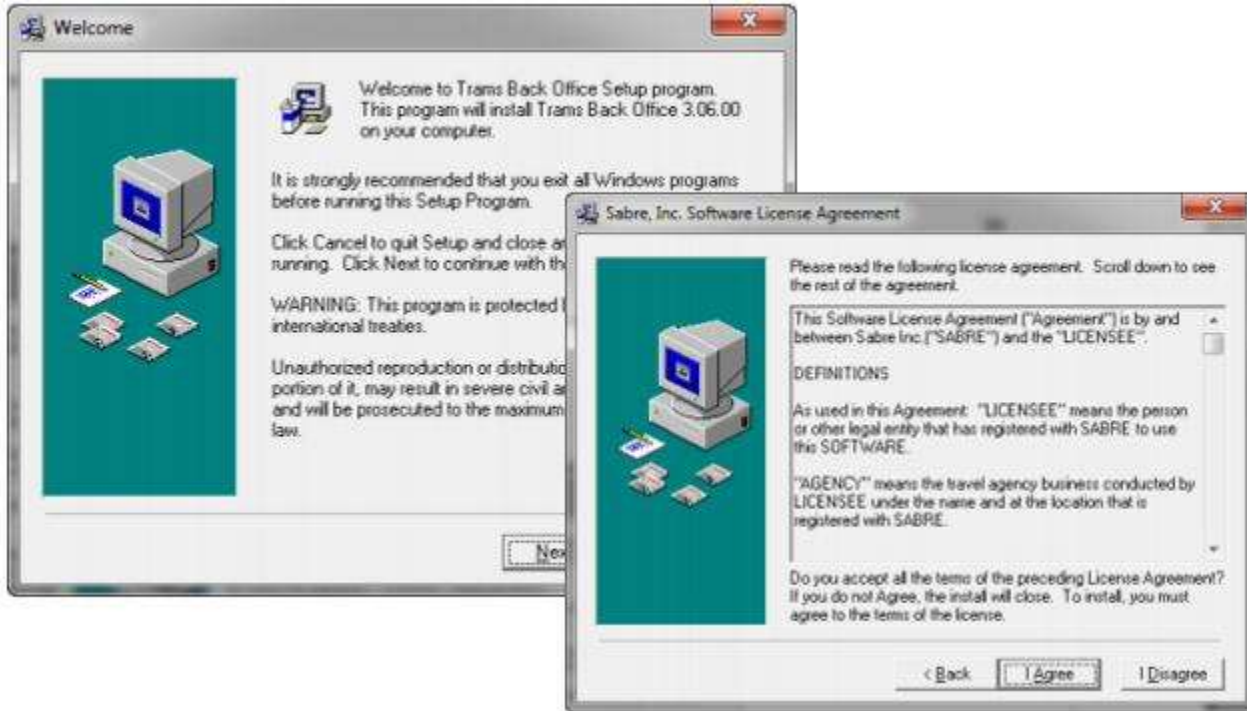 Welcome
Welcome to Trams Back Office Setup program.
This program will install Trams Back Office 3.06.00
on your computer.
It is strongly recommended that you exit all Windows programs
before running this Setup Program.
Click Cancel to quit Setup and close
running. Click Next to continue with
WARNING: This program is protected
international treaties.
Unauthorized reproduction or
portion of it, may result in severe civil
and will be prosecuted to the maximum
law.
Sabre, Inc. Software License Agreement
Please read the following license agreement. Scroll down to see
the rest of the agreement.
This Software License Agreement ("Agreement") is by and
between Sabre Inc.("SABRE") and the "LICENSEE".
DEFINITIONS
As used in this Agreement: "LICENSEE" means the person
or other legal entity that has registered with SABRE to use
this SOFTWARE.
"AGENCY" means the travel agency business conducted by
LICENSEE under the name and at the location that is
registered with SABRE.
Do you accept all the terms of the preceding License Agreement?
If you do not Agree, the install will close. To install, you must
agree to the terms of the license.
< Back
I Agree
I Disagree